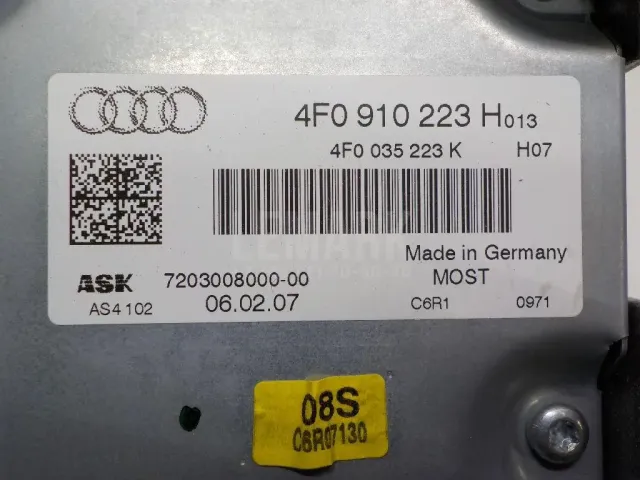 4F0 910 223 H013
4F0 035 223 K H07
Made in Germany
ASK 7203008000-00 MOST
AS4 102 06.02.07 C6R1 0971
08S
C6R07130